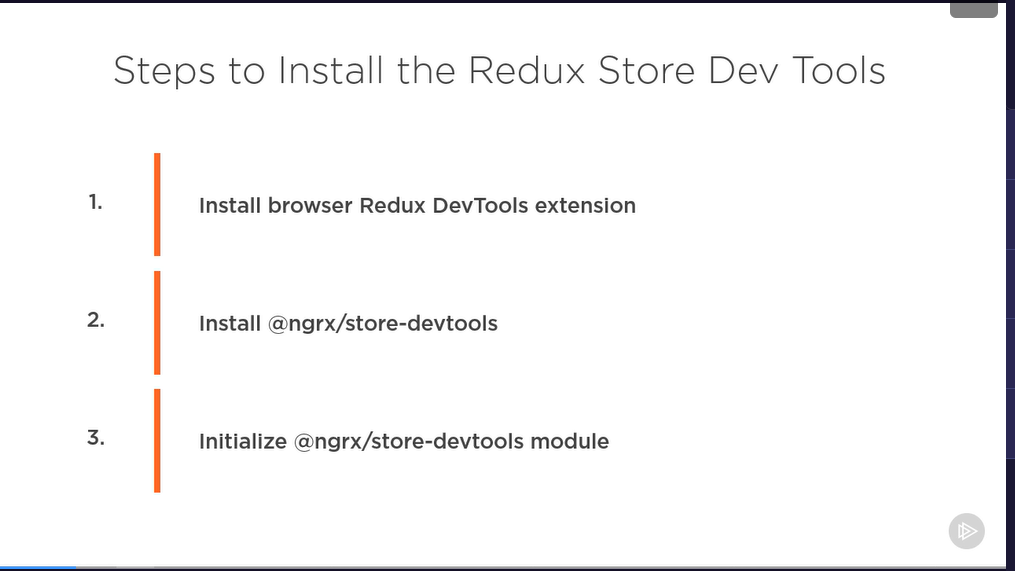 Steps to Install the Redux Store Dev Tools
1.
Install browser Redux DevTools extension
2.
Install @ngrx/store-devtools
3.
Initialize @ngrx/store-devtools module